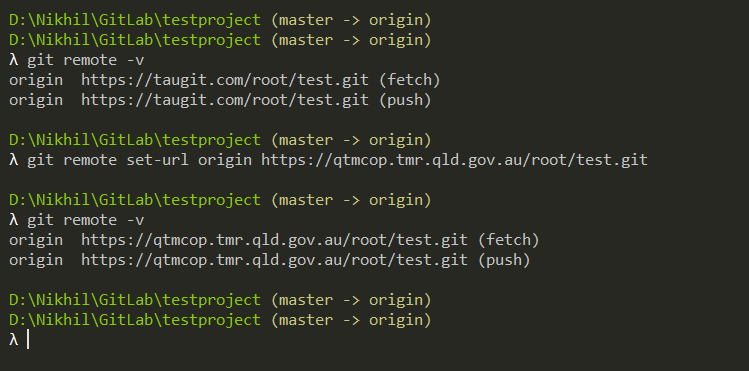 D:\Nikhil\GitLab\testproject (master -> origin)
D:\Nikhil\GitLab\testproject (master -> origin)
λ git remote -v
origin  https://taugit.com/root/test.git (fetch)
origin  https://taugit.com/root/test.git (push)
D:\Nikhil\GitLab\testproject (master -> origin)
λ git remote set-url origin https://qtmcop.tmr.qld.gov.au/root/test.git
D:\Nikhil\GitLab\testproject (master -> origin)
λ git remote -v
origin  https://qtmcop.tmr.qld.gov.au/root/test.git (fetch)
origin  https://qtmcop.tmr.qld.gov.au/root/test.git (push)
D:\Nikhil\GitLab\testproject (master -> origin)
D:\Nikhil\GitLab\testproject (master -> origin)
λ